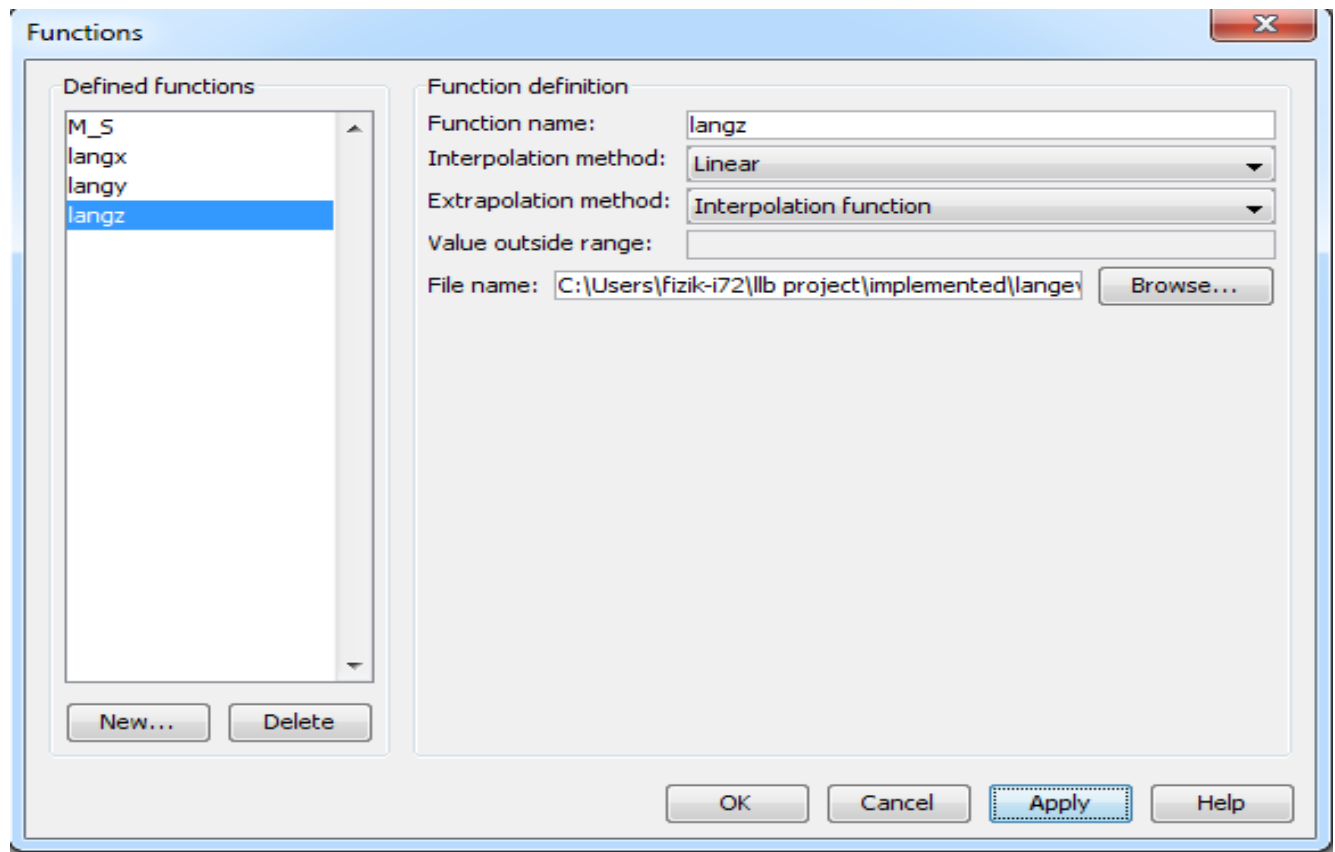 Functions
Defined functions
M_S
langx
langy
langz
New...
Delete
Function definition
Function name: langz
Interpolation method: Linear
Extrapolation method: Interpolation function
Value outside range:
File name: C:\Users\fizik-i72\llb project\implemented\langev Browse...
OK Cancel Apply Help